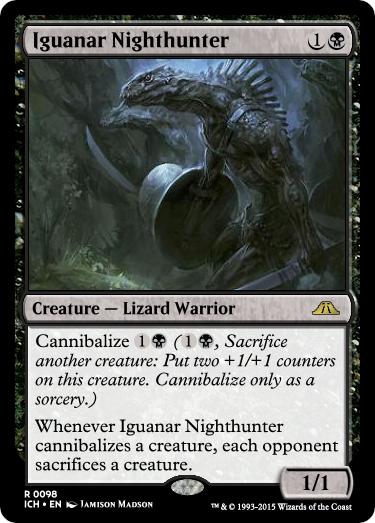 Iguanar Nighthunter 1
Creature — Lizard Warrior
Cannibalize 1 (1, Sacrifice
another creature: Put two +1/+1 counters
on this creature. Cannibalize only as a
sorcery.)
Whenever Iguanar Nighthunter
cannibalizes a creature, each opponent
sacrifices a creature.
1/1
R 0098
ICH • EN Jamison Madson
™ & © 1993-2015 Wizards of the Coast